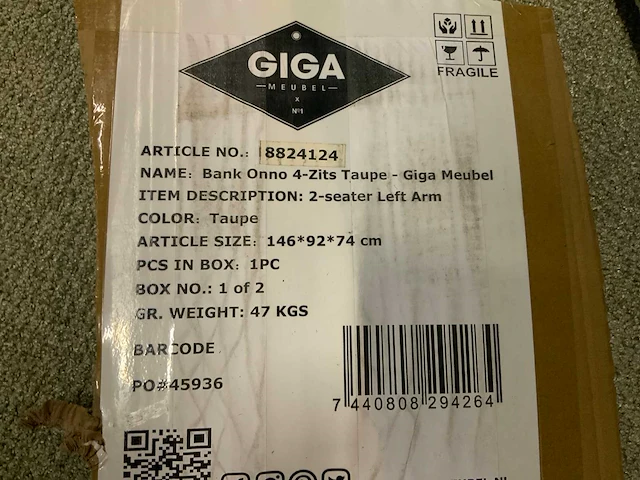 GIGA
MEUBEL
X
Nº1
FRAGILE
ARTICLE NO.: 8824124
NAME: Bank Onno 4-Zits Taupe - Giga Meubel
ITEM DESCRIPTION: 2-seater Left Arm
COLOR: Taupe
ARTICLE SIZE: 146*92*74 cm
PCS IN BOX: 1PC
BOX NO.: 1 of 2
GR. WEIGHT: 47 KGS
BARCODE
PO#45936
7 440808 294264